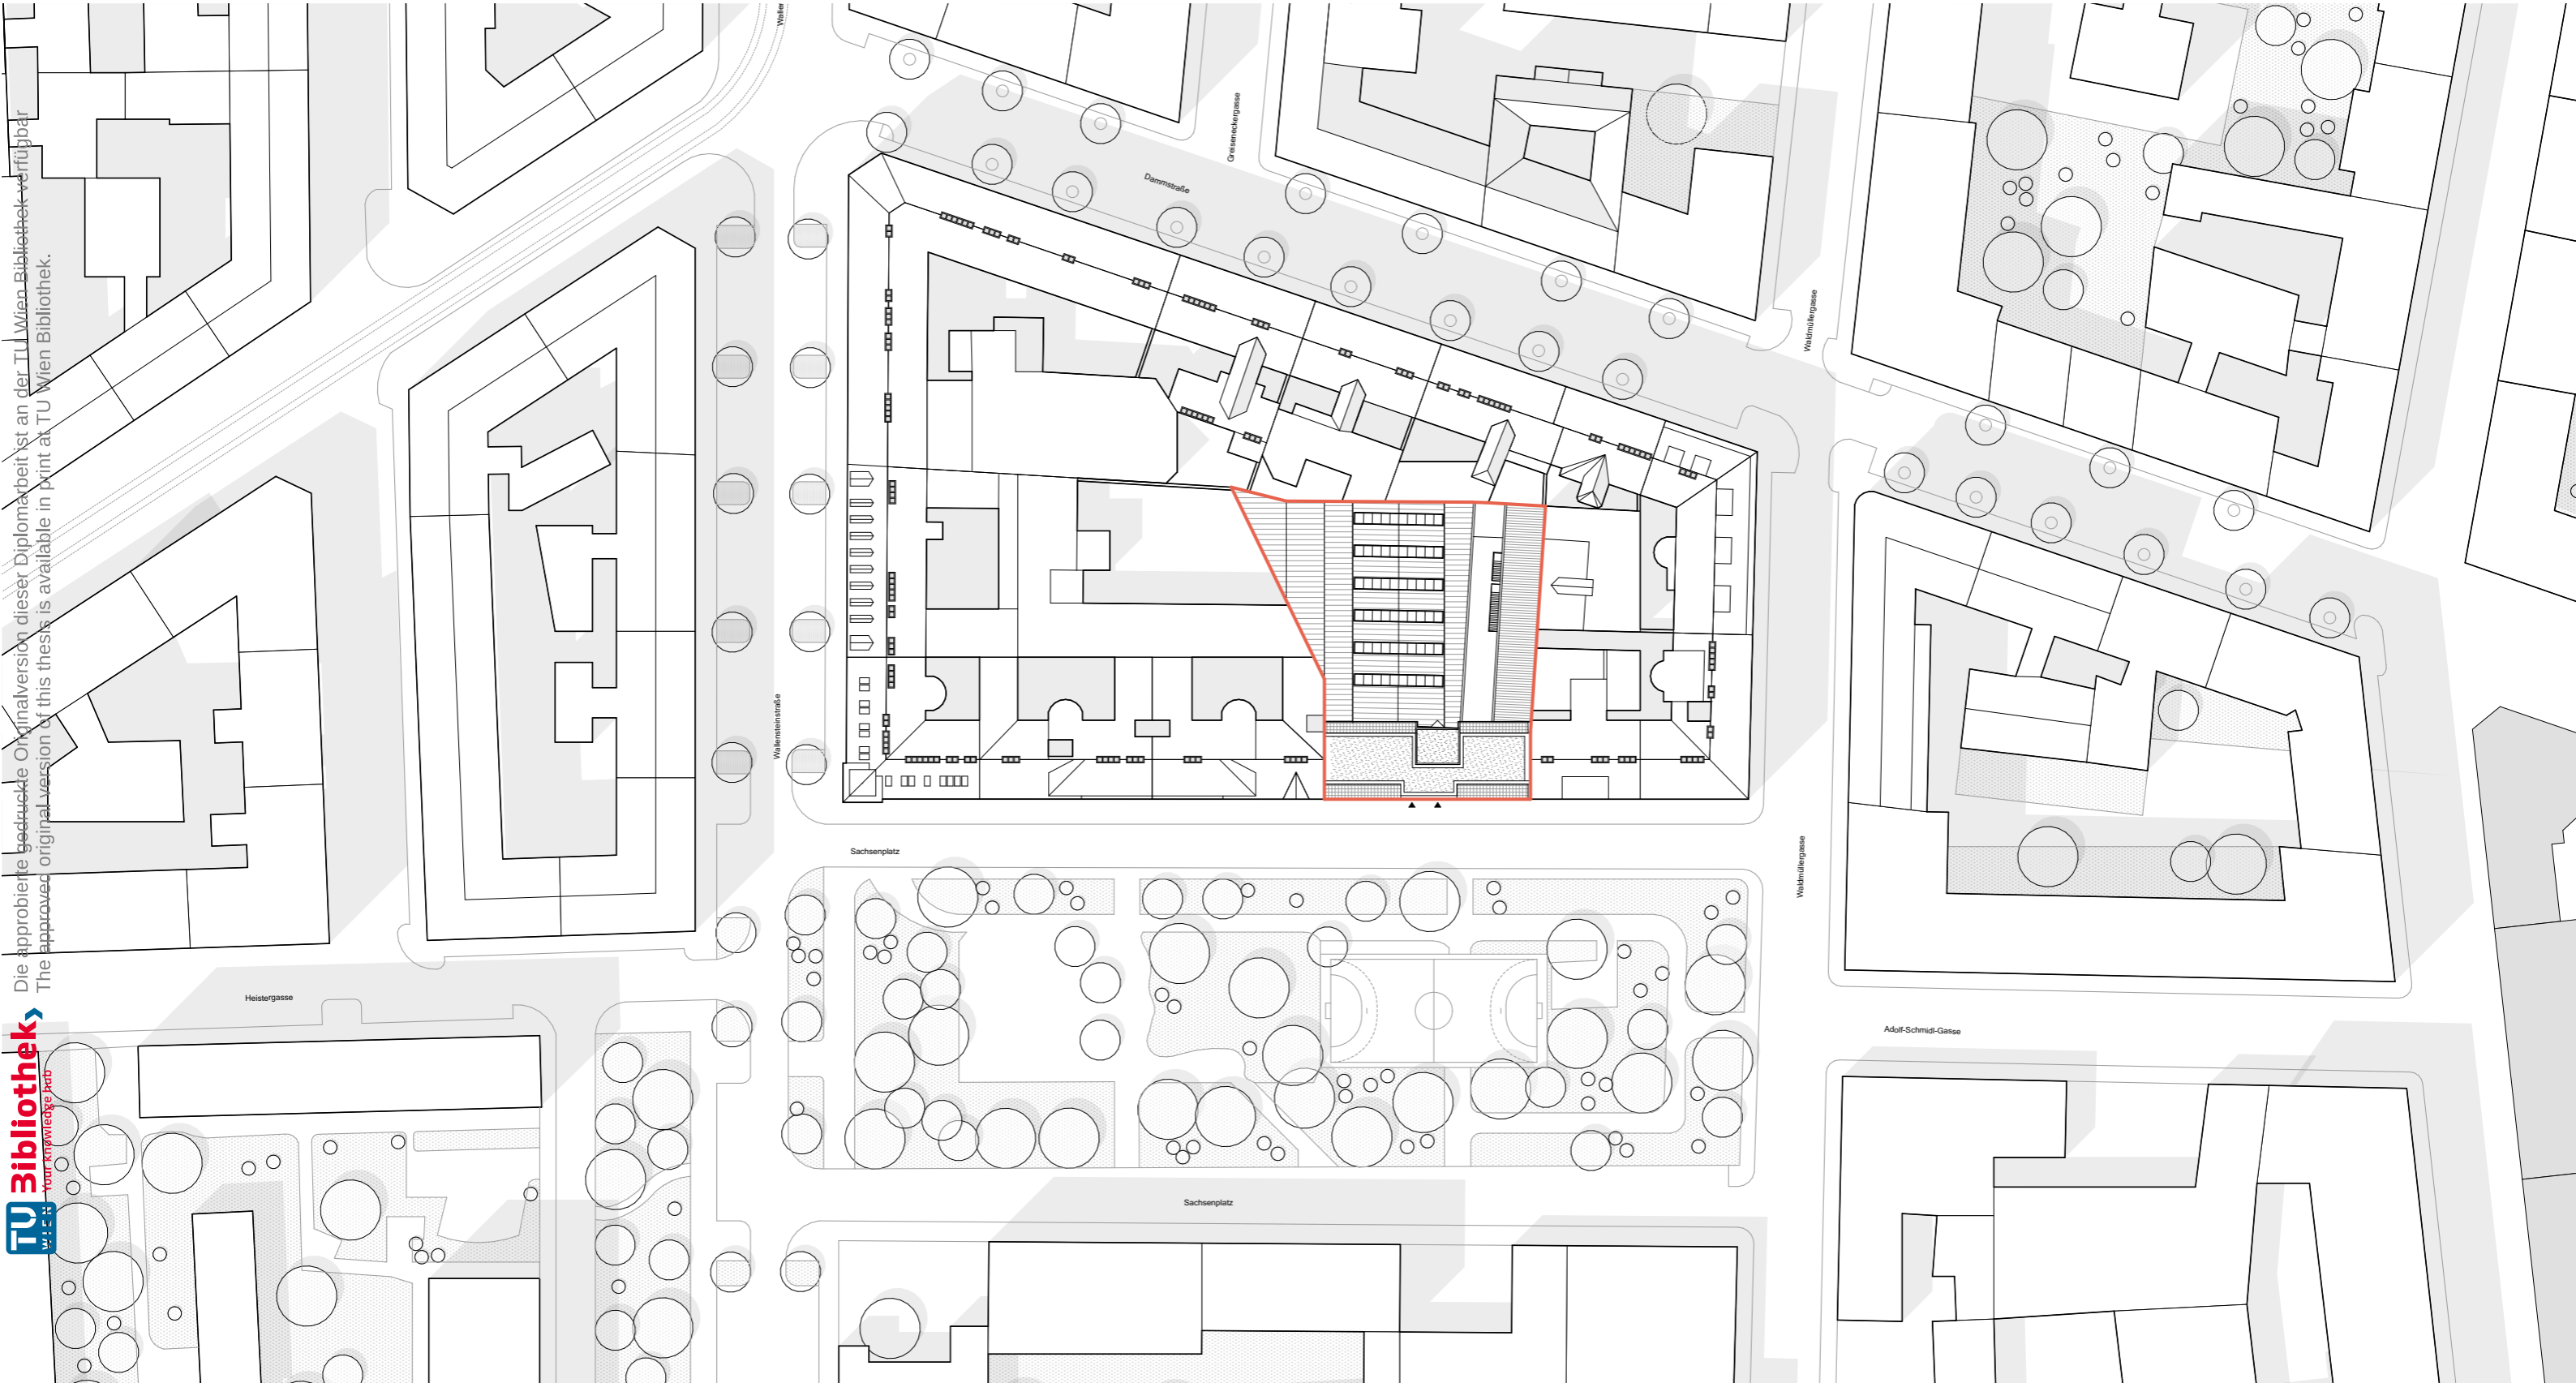 Die approbierte gedruckte Originalversion dieser Diplomarbeit ist an der TU Wien Bibliothek verfügbar
The approved original version of this thesis is available in print at TU Wien Bibliothek.
TU WIEN Bibliothek
Your knowledge hub
Waller
Greiseneckergasse
Dammstraße
Waldmüllergasse
Wallensteinstraße
Sachsenplatz
Waldmüllergasse
Heistergasse
Adolf-Schmidl-Gasse
Sachsenplatz